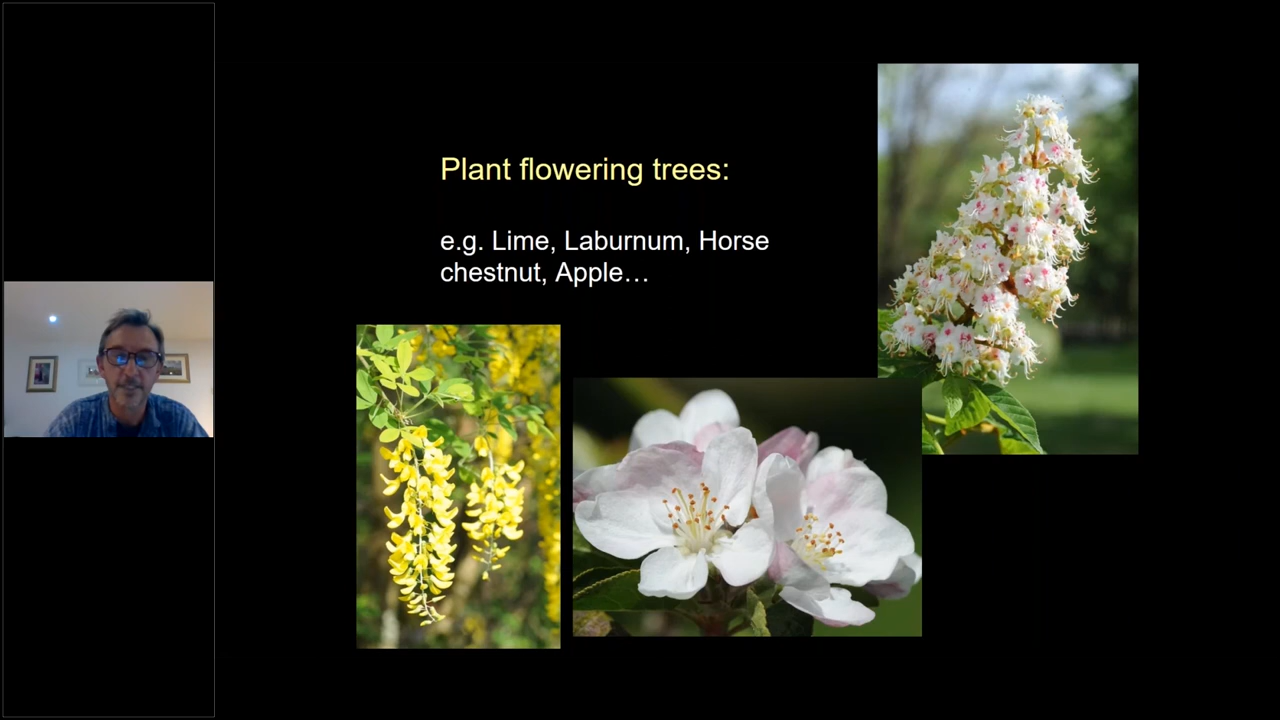 Plant flowering trees:
e.g. Lime, Laburnum, Horse
chestnut, Apple…